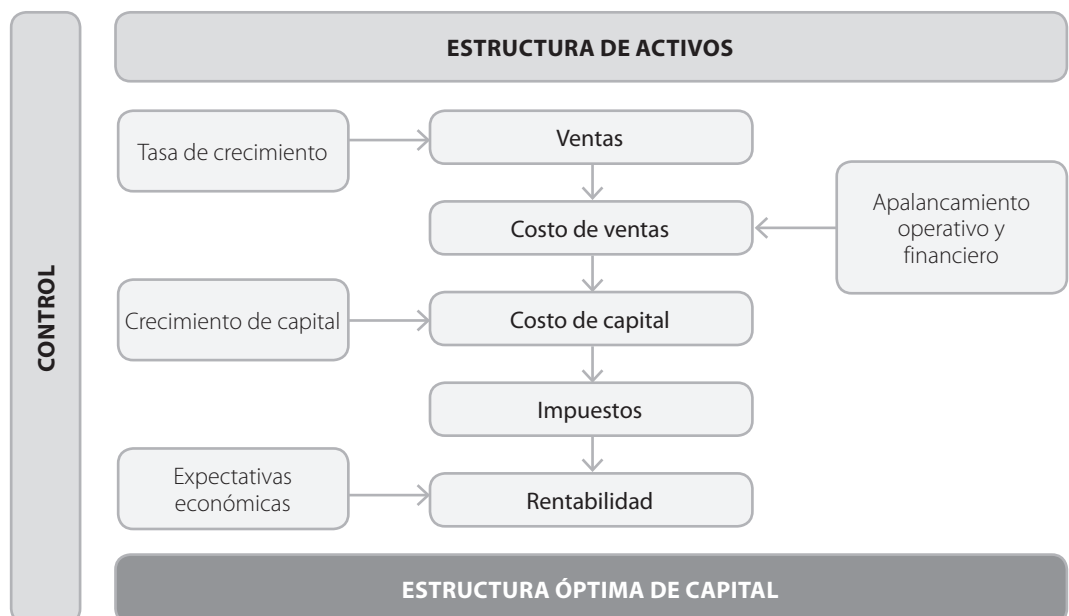 CONTROL
ESTRUCTURA DE ACTIVOS
Tasa de crecimiento
Ventas
Apalancamiento
operativo y
financiero
Costo de ventas
Crecimiento de capital
Costo de capital
Impuestos
Expectativas
económicas
Rentabilidad
ESTRUCTURA ÓPTIMA DE CAPITAL